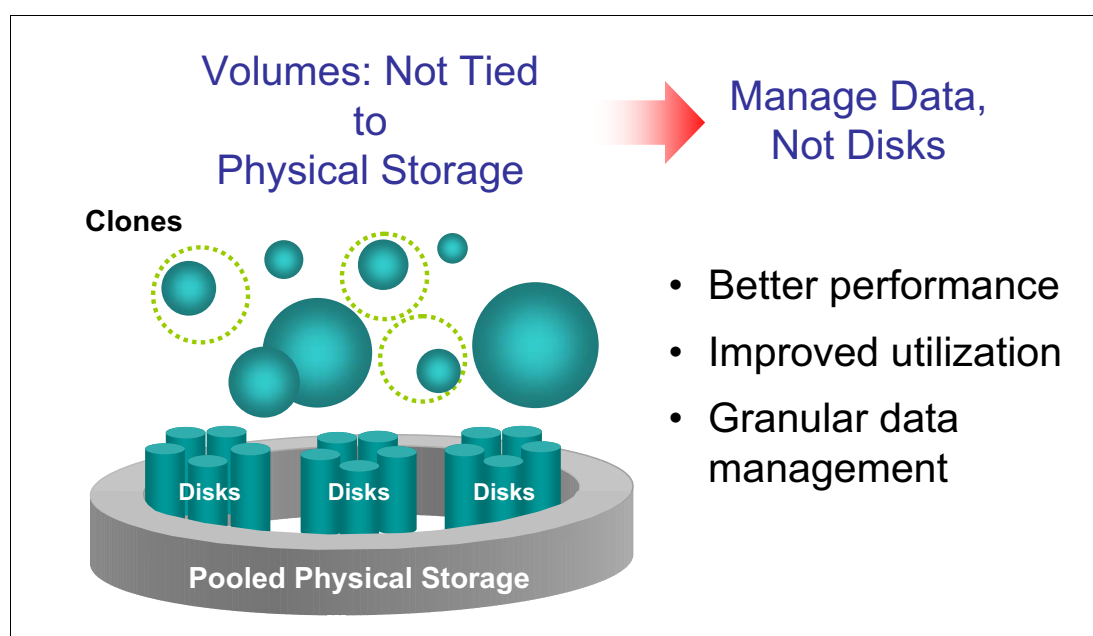 Volumes: Not Tied
to
Physical Storage
Manage Data,
Not Disks
Clones
• Better performance
• Improved utilization
• Granular data
management
Disks
Disks
Disks
Pooled Physical Storage